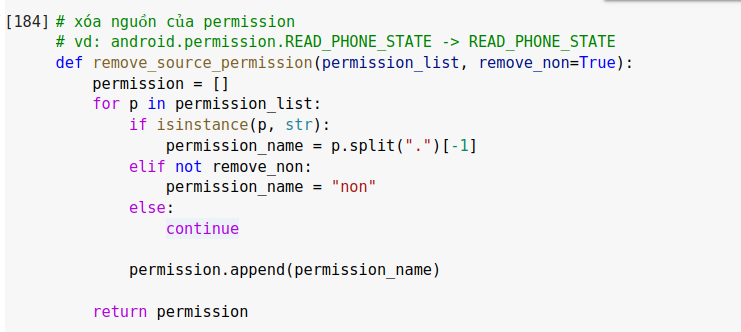 [184] # xóa nguồn của permission
# vd: android.permission.READ_PHONE_STATE -> READ_PHONE_STATE
def remove_source_permission(permission_list, remove_non=True):
    permission = []
    for p in permission_list:
        if isinstance(p, str):
            permission_name = p.split(".")[-1]
        elif not remove_non:
            permission_name = "non"
        else:
            continue
        permission.append(permission_name)
    return permission